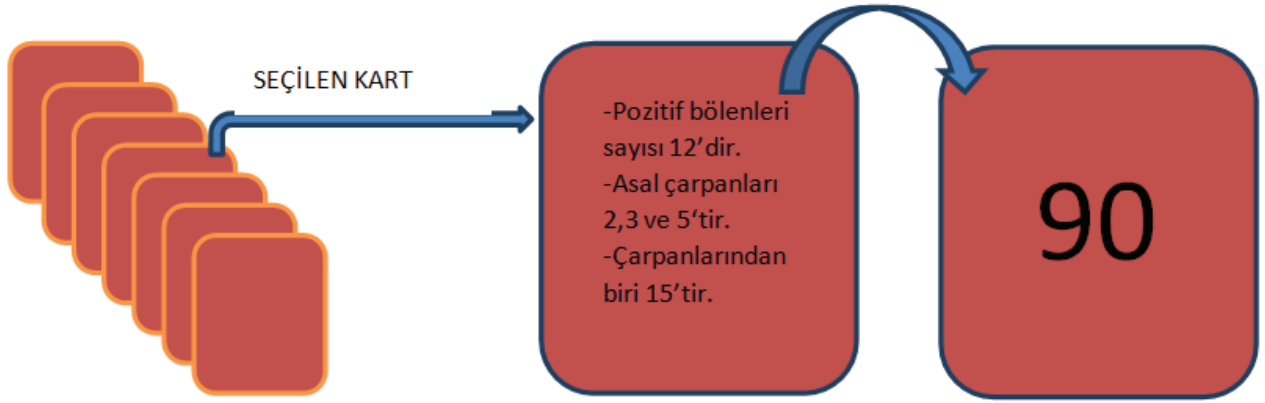 SEÇİLEN KART
-Pozitif bölenleri
sayısı 12’dir.
-Asal çarpanları
2,3 ve 5‘tir.
-Çarpanlarından
biri 15’tir.
90